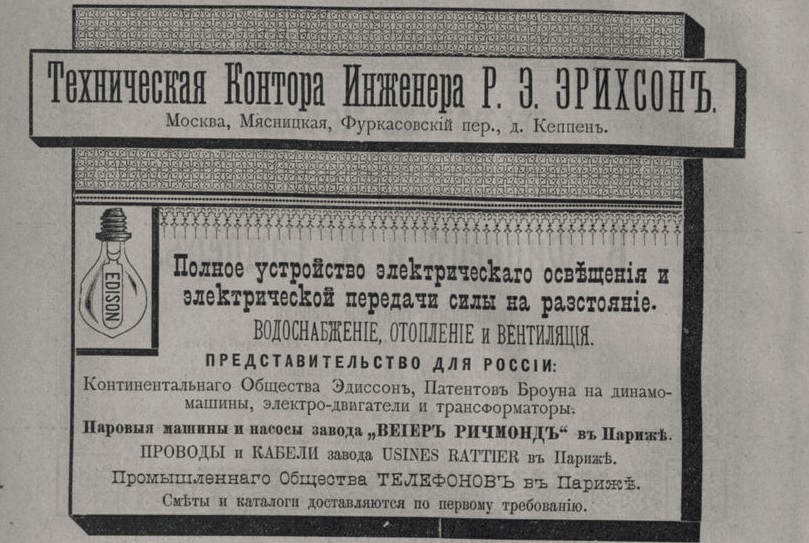 Техническая Контора Инженера Р. Э. ЭРИХСОНЪ.
Москва, Мясницкая, Фуркасовскій пер., д. Кеппенъ.
EDISON
Полное устройство электрическаго освѣщенія и
электрической передачи силы на разстояніе.
ВОДОСНАБЖЕНІЕ, ОТОПЛЕНІЕ и ВЕНТИЛЯЦІЯ.
ПРЕДСТАВИТЕЛЬСТВО ДЛЯ РОССІИ:
Континентальнаго Общества Эдиссонъ, Патентовъ Броуна на динамо-
машины, электро-двигатели и трансформаторы.
Паровыя машины и насосы завода „ВЕІЕРЪ РИЧМОНДЪ“ въ Парижѣ.
ПРОВОДЫ и КАБЕЛИ завода USINES RATTIER въ Парижѣ.
Промышленнаго Общества ТЕЛЕФОНОВЪ въ Парижѣ.
Смѣты и каталоги доставляются по первому требованію.